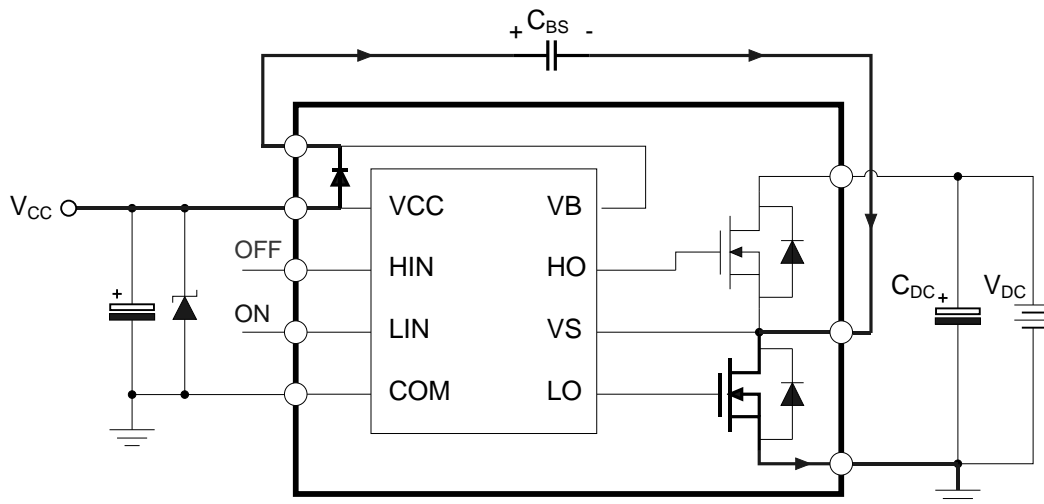 + C_BS -
V_CC
VCC VB
OFF
HIN HO
ON
LIN VS
COM LO
C_DC + V_DC
+